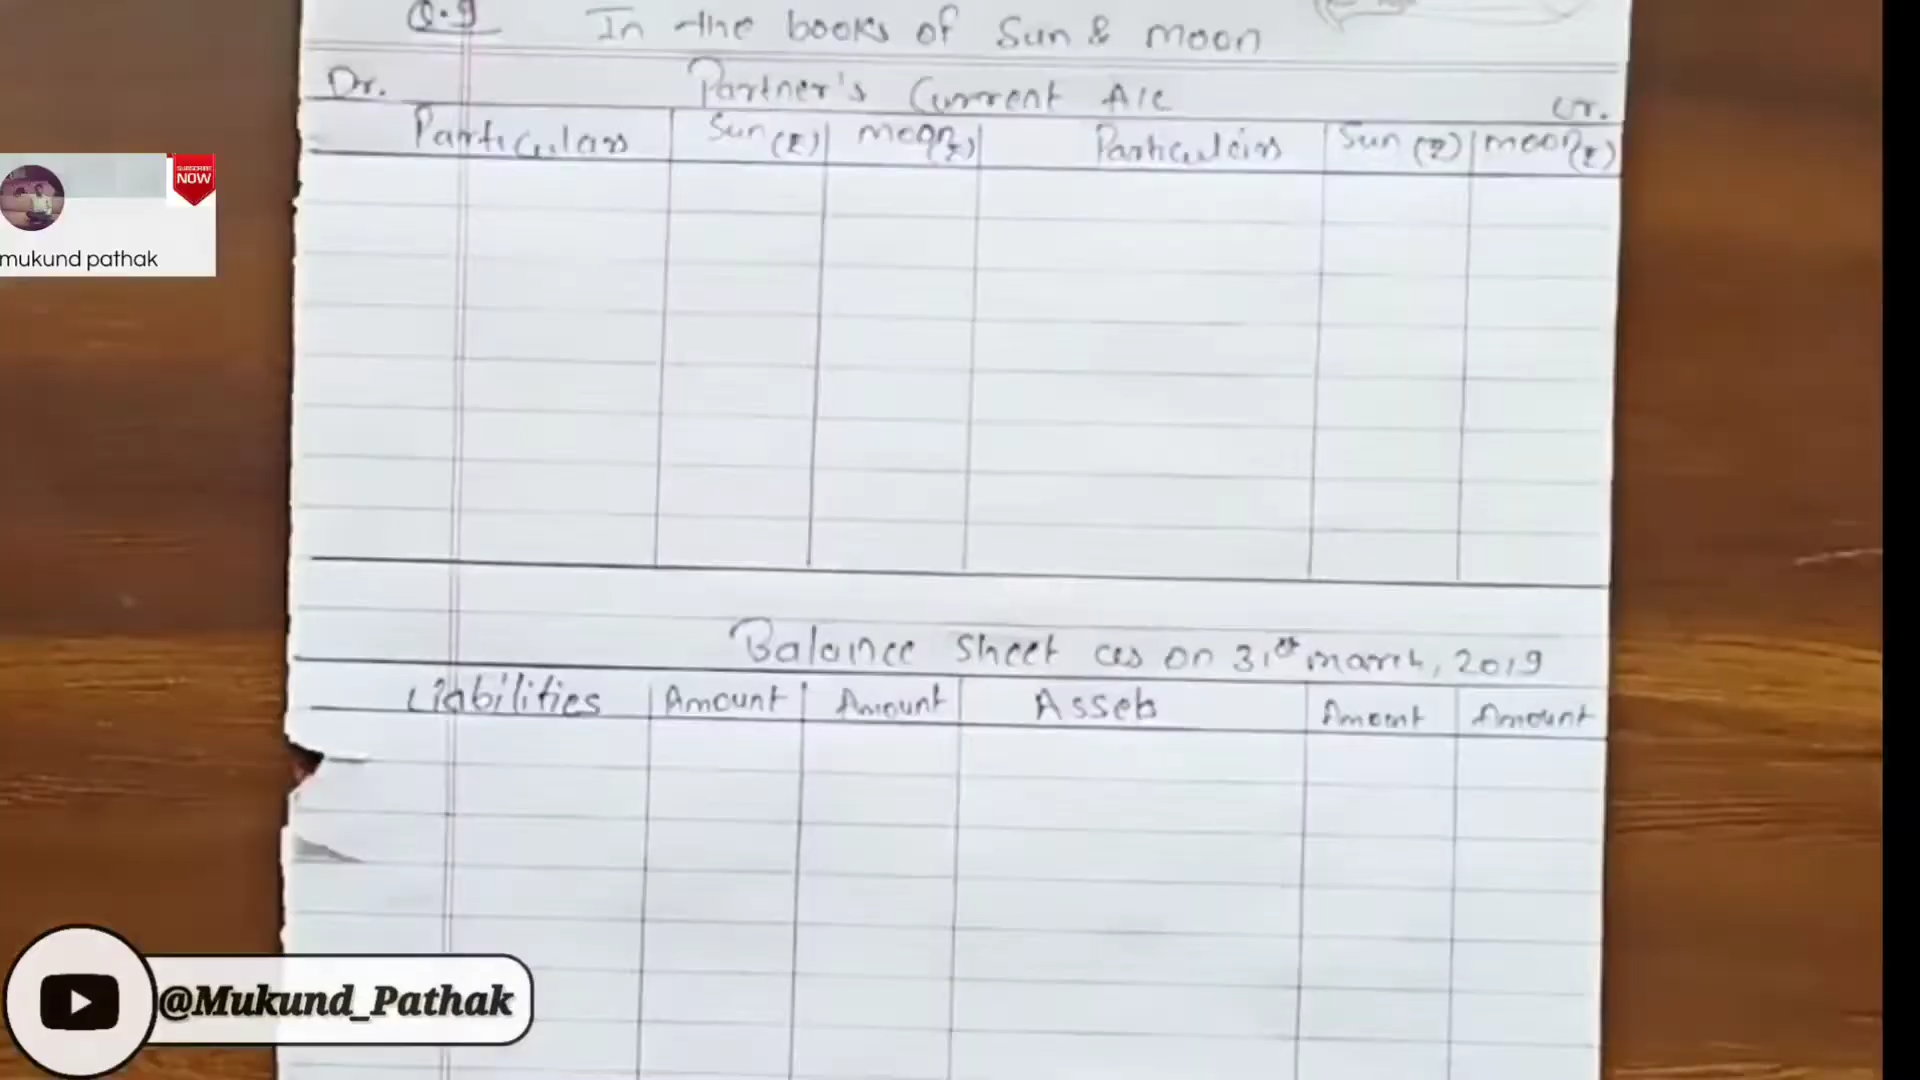 Q.9 In the books of Sun & moon
Dr. Partner's Current A/c Cr.
Particulars Sun (₹) moon (₹) Particulars Sun (₹) moon (₹)
SUBSCRIBE
NOW
mukund pathak
Balance Sheet as on 31st march, 2019
Liabilities Amount Amount Assets Amount Amount
@Mukund_Pathak